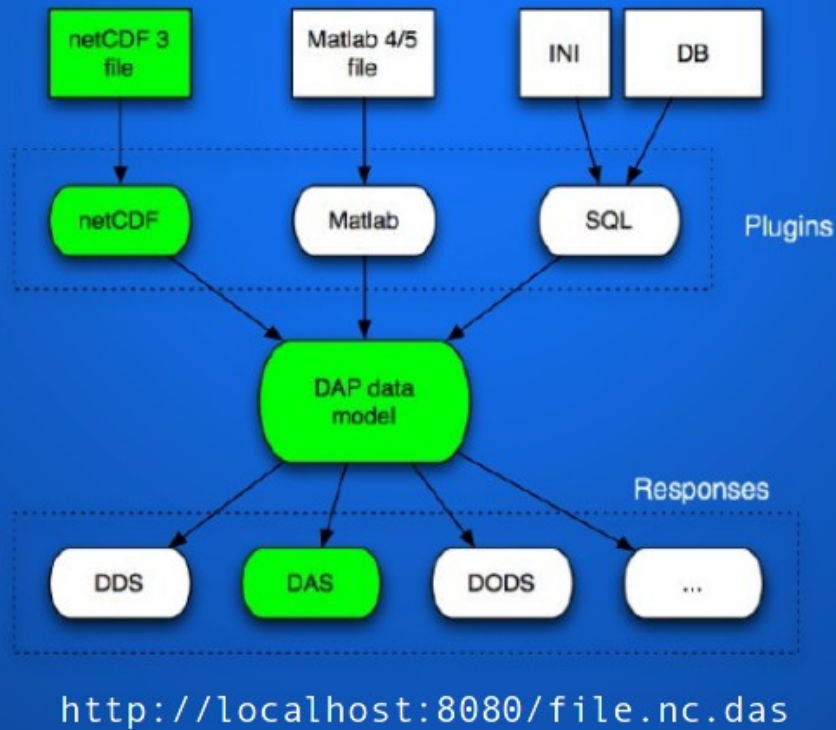 netCDF 3
file
Matlab 4/5
file
INI
DB
netCDF
Matlab
SQL
Plugins
DAP data
model
Responses
DDS
DAS
DODS
...
http://localhost:8080/file.nc.das